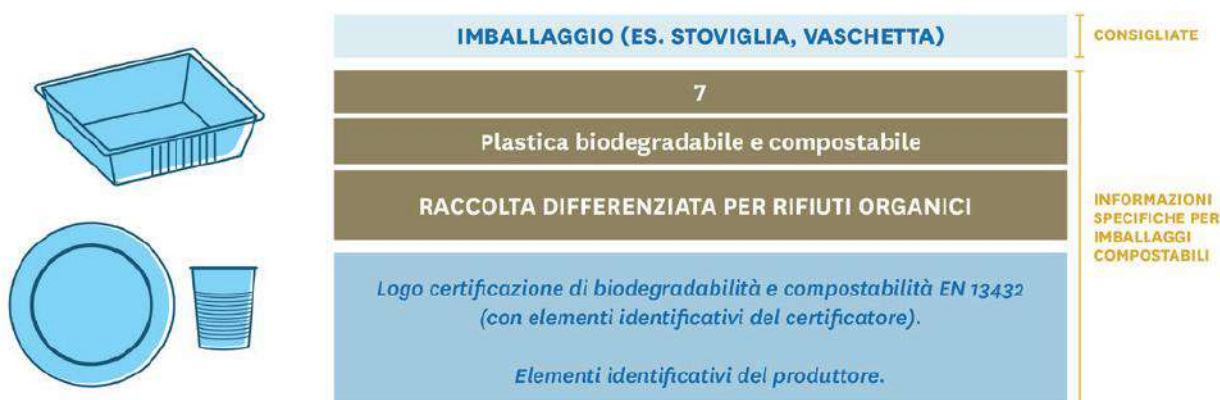 IMBALLAGGIO (ES. STOVIGLIA, VASCHETTA)
CONSIGLIATE
7
Plastica biodegradabile e compostabile
RACCOLTA DIFFERENZIATA PER RIFIUTI ORGANICI
INFORMAZIONI
SPECIFICHE PER
IMBALLAGGI
COMPOSTABILI
Logo certificazione di biodegradabilità e compostabilità EN 13432
(con elementi identificativi del certificatore).
Elementi identificativi del produttore.